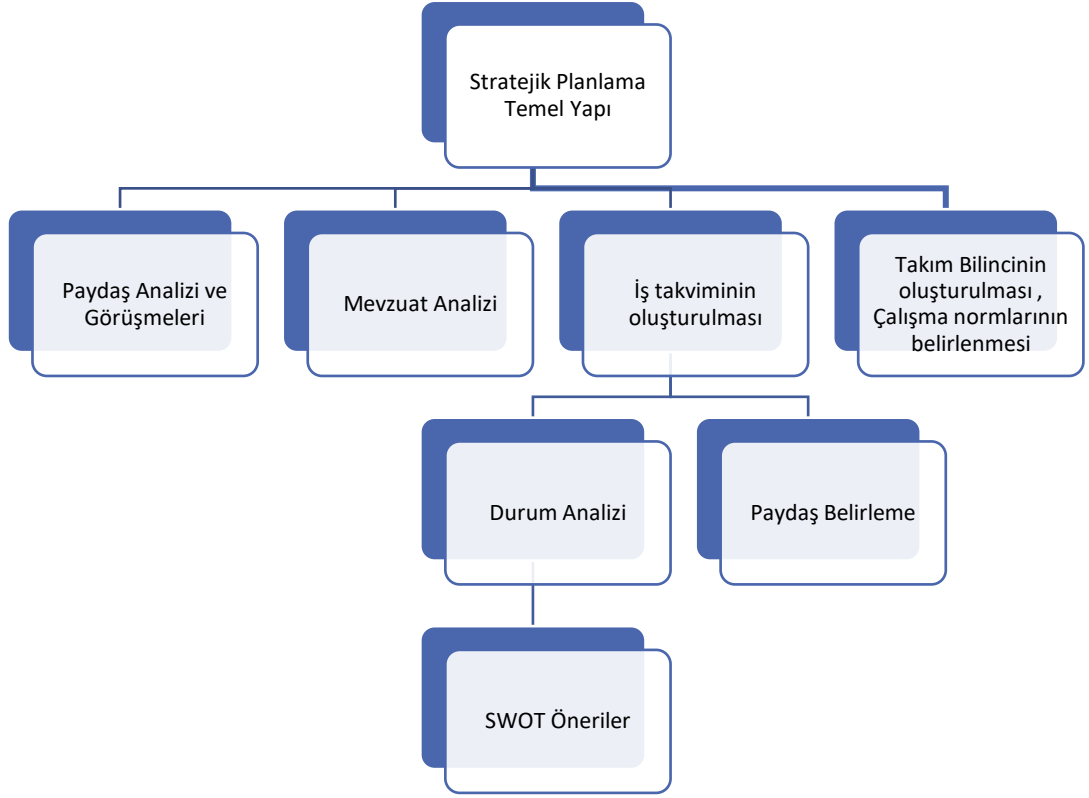 Stratejik Planlama
Temel Yapı
Paydaş Analizi ve
Görüşmeleri
Mevzuat Analizi
İş takviminin
oluşturulması
Takım Bilincinin
oluşturulması ,
Çalışma normlarının
belirlenmesi
Durum Analizi
Paydaş Belirleme
SWOT Öneriler